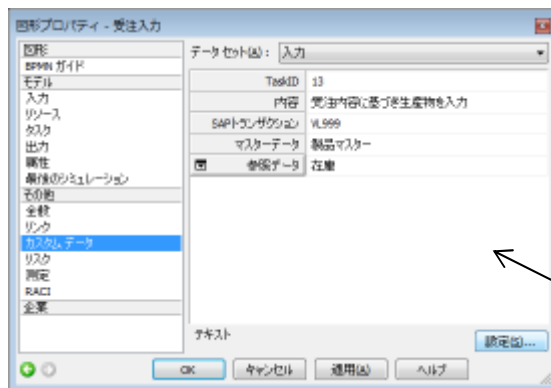 図形プロパティ - 受注入力
図形
BPMN ガイド
モデル
入力
リソース
タスク
出力
属性
最後のシミュレーション
その他
全般
リンク
カスタム データ
リスク
測定
RACI
企業
データ セット(A): 入力
TaskID 13
内容 受注内容に基づき生産物を入力
SAPトランザクション VL999
マスターデータ 製品マスター
参照データ 在庫
テキスト
設定(S)...
OK キャンセル 適用(A) ヘルプ